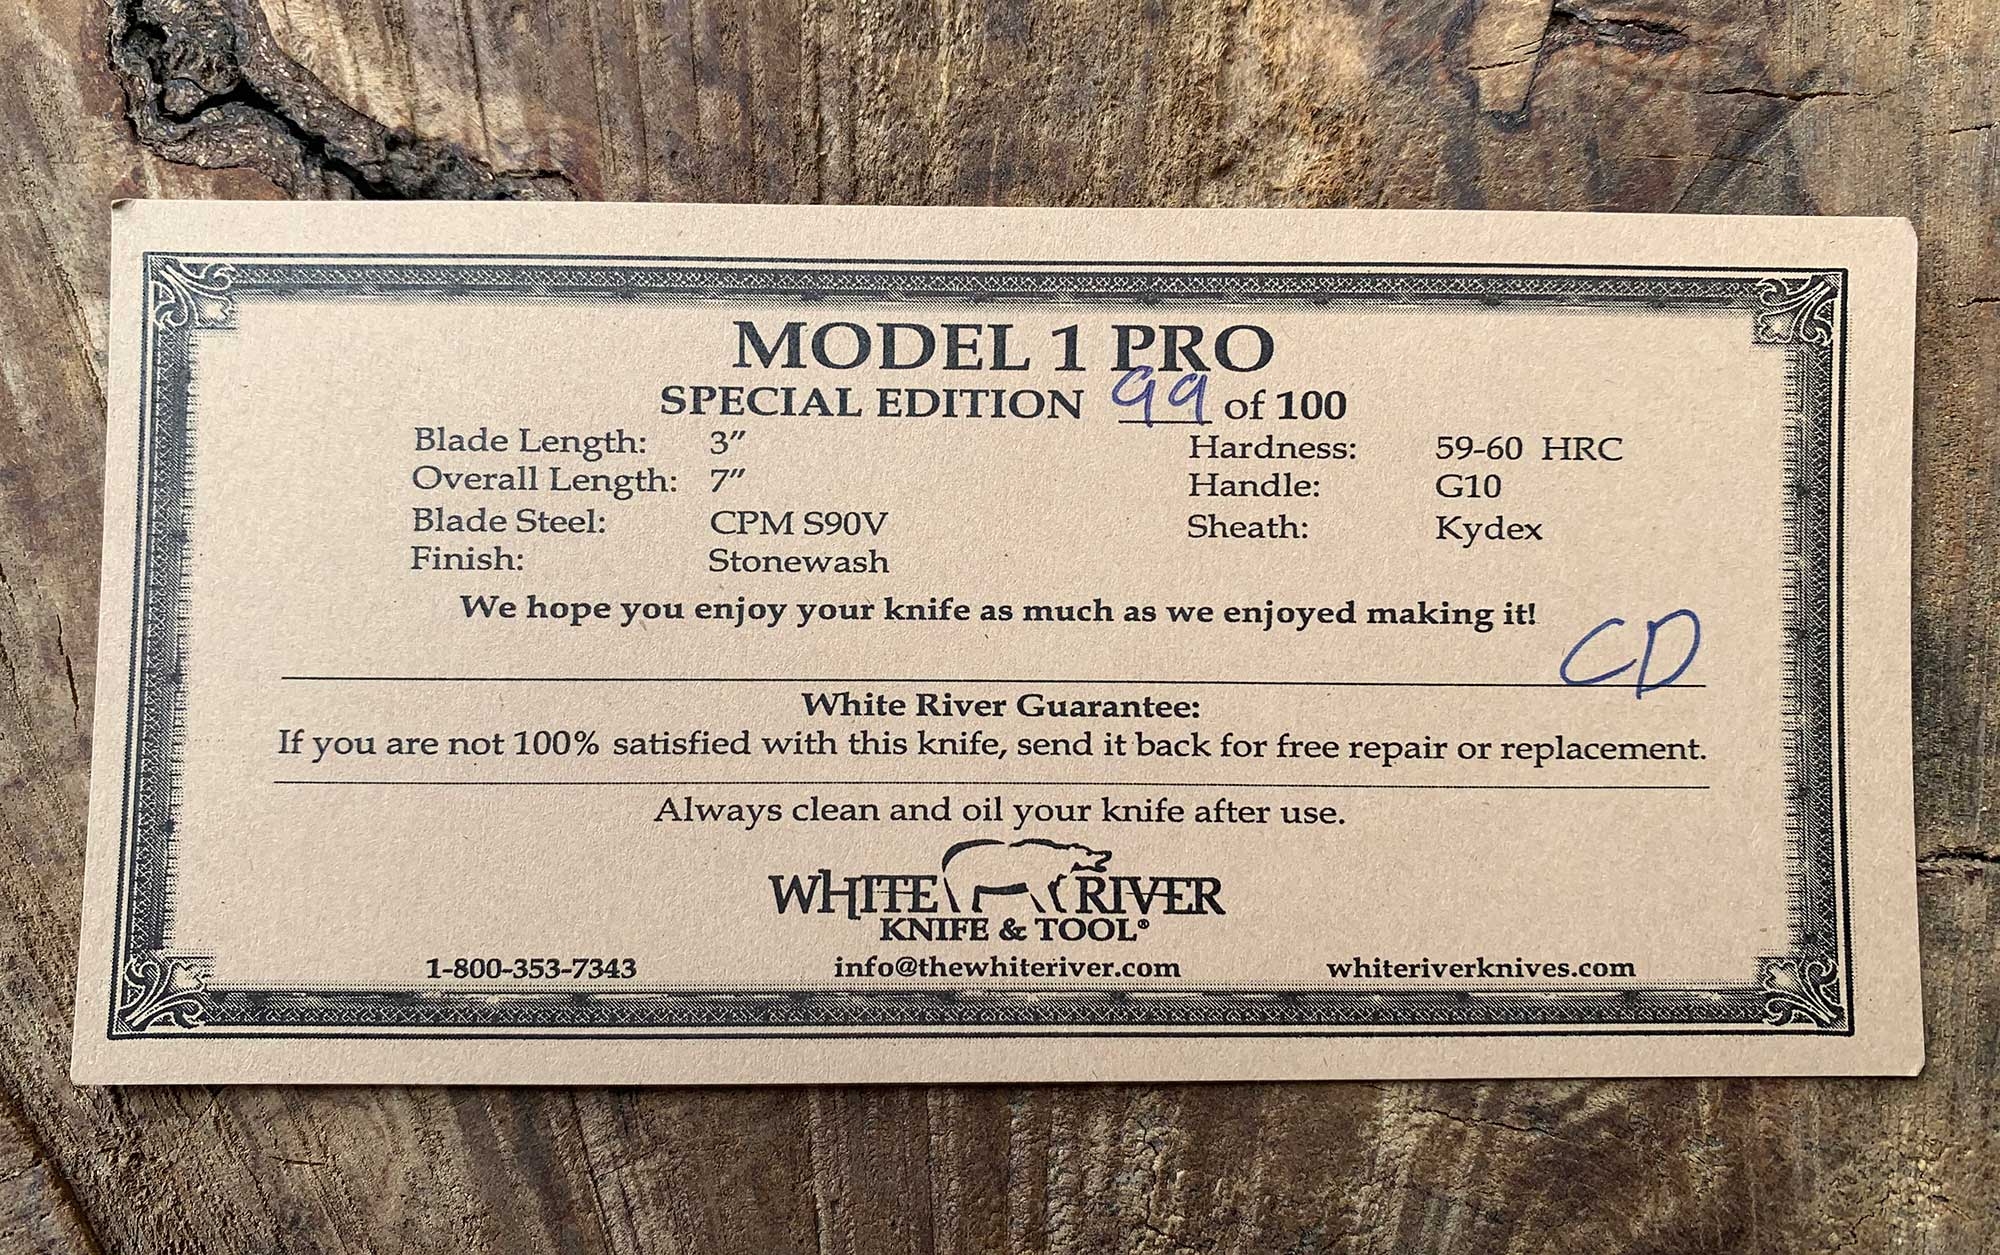 MODEL 1 PRO
SPECIAL EDITION 99 of 100
Blade Length: 3" Hardness: 59-60 HRC
Overall Length: 7" Handle: G10
Blade Steel: CPM S90V Sheath: Kydex
Finish: Stonewash
We hope you enjoy your knife as much as we enjoyed making it!
CD
White River Guarantee:
If you are not 100% satisfied with this knife, send it back for free repair or replacement.
Always clean and oil your knife after use.
WHITE RIVER
KNIFE & TOOL®
1-800-353-7343 info@thewhiteriver.com whiteriverknives.com